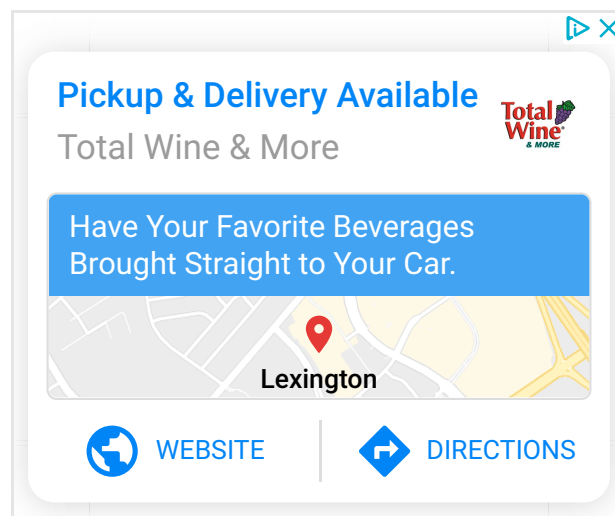 Pickup & Delivery Available
Total Wine & More
Total
Wine
& MORE
Have Your Favorite Beverages
Brought Straight to Your Car.
Lexington
WEBSITE
DIRECTIONS